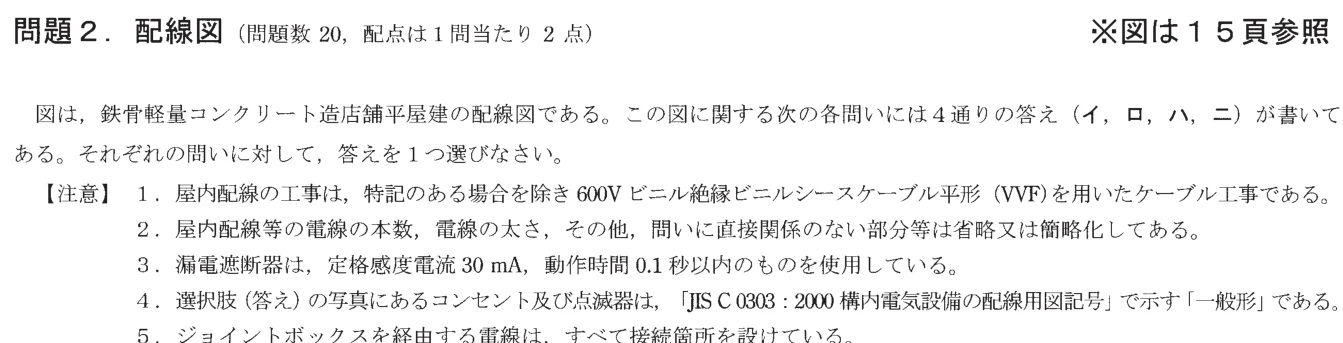 問題２．配線図（問題数 20，配点は１問当たり 2 点） ※図は１５頁参照
図は，鉄骨軽量コンクリート造店舗平屋建の配線図である。この図に関する次の各問いには４通りの答え（イ，ロ，ハ，ニ）が書いて
ある。それぞれの問いに対して，答えを１つ選びなさい。
【注意】 １．屋内配線の工事は，特記のある場合を除き 600V ビニル絶縁ビニルシースケーブル平形（VVF）を用いたケーブル工事である。
２．屋内配線等の電線の本数，電線の太さ，その他，問いに直接関係のない部分等は省略又は簡略化してある。
３．漏電遮断器は，定格感度電流 30 mA，動作時間 0.1 秒以内のものを使用している。
４．選択肢（答え）の写真にあるコンセント及び点滅器は，「JIS C 0303：2000 構内電気設備の配線用図記号」で示す「一般形」である。
５．ジョイントボックスを経由する電線は，すべて接続箇所を設けている。